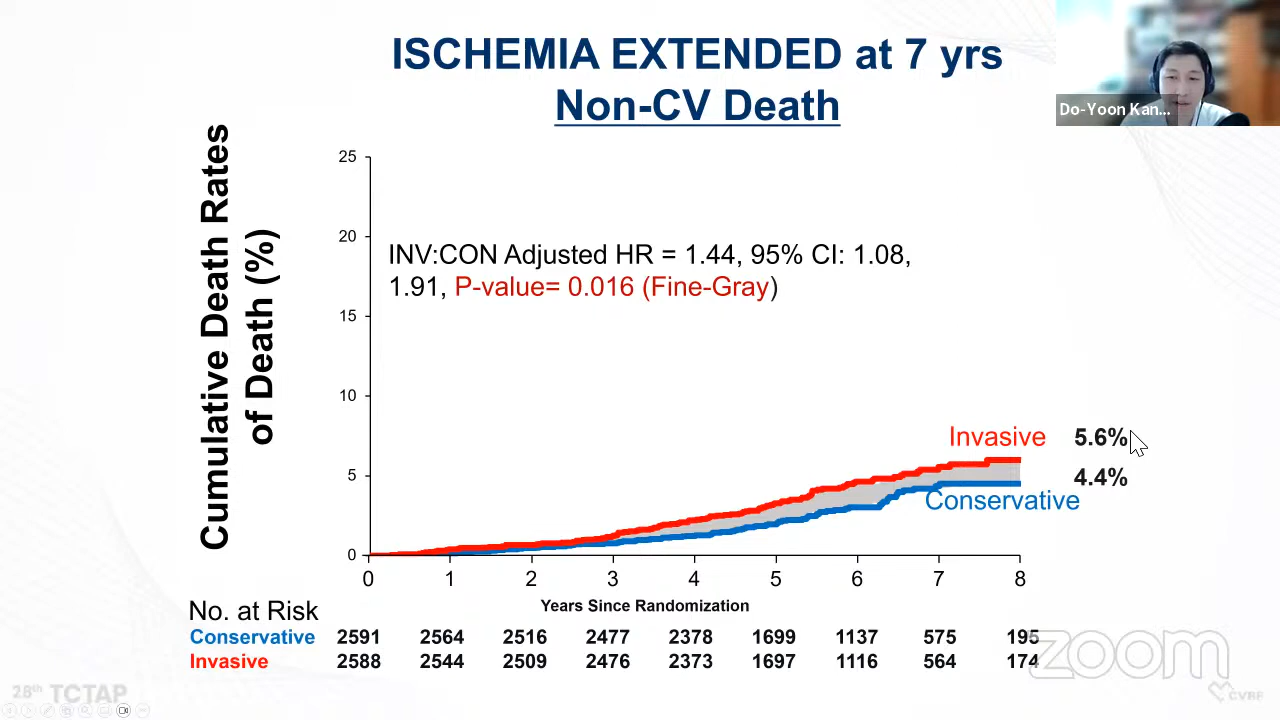 ISCHEMIA EXTENDED at 7 yrs
Non-CV Death
Do-Yoon Kan...
Cumulative Death Rates
of Death (%)
25
20
15
10
5
0
INV:CON Adjusted HR = 1.44, 95% CI: 1.08,
1.91, P-value= 0.016 (Fine-Gray)
Invasive 5.6%
4.4%
Conservative
0 1 2 3 4 5 6 7 8
Years Since Randomization
No. at Risk
Conservative 2591 2564 2516 2477 2378 1699 1137 575 195
Invasive 2588 2544 2509 2476 2373 1697 1116 564 174
zoom
28th TCTAP
CVRF